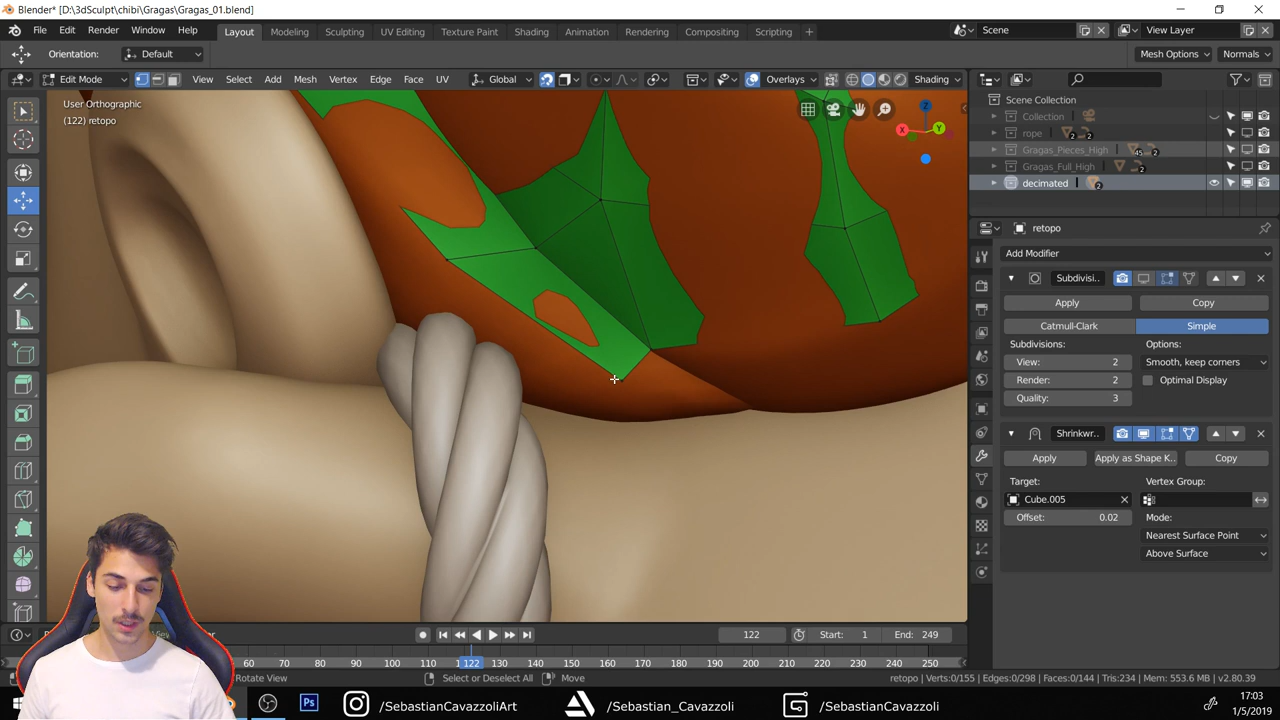 Blender* [D:\3dSculpt\chibi\Gragas\Gragas_01.blend]
File Edit Render Window Help Layout Modeling Sculpting UV Editing Texture Paint Shading Animation Rendering Compositing Scripting + Scene View Layer
Orientation: Default Mesh Options Normals
Edit Mode View Select Add Mesh Vertex Edge Face UV Global Overlays Shading
User Orthographic
(122) retopo
X Y Z
Scene Collection
Collection
rope 2 2
Gragas_Pieces_High 45 2
Gragas_Full_High 2
decimated 2
retopo
Add Modifier
Subdivisi..
Apply Copy
Catmull-Clark Simple
Subdivisions: Options:
View: 2 Smooth, keep corners
Render: 2 Optimal Display
Quality: 3
Shrinkwr..
Apply Apply as Shape K.. Copy
Target: Vertex Group:
Cube.005
Offset: 0.02 Mode:
Nearest Surface Point
Above Surface
122 Start: 1 End: 249
60 70 80 90 100 110 122 130 140 150 160 170 180 190 200 210 220 230 240 250
Rotate View Select or Deselect All Move retopo | Verts:0/155 | Edges:0/298 | Faces:0/144 | Tris:234 | Mem: 553.6 MB | v2.80.39
Ps /SebastianCavazzoliArt /Sebastian_Cavazzoli /SebastianCavazzoli
17:03
1/5/2019